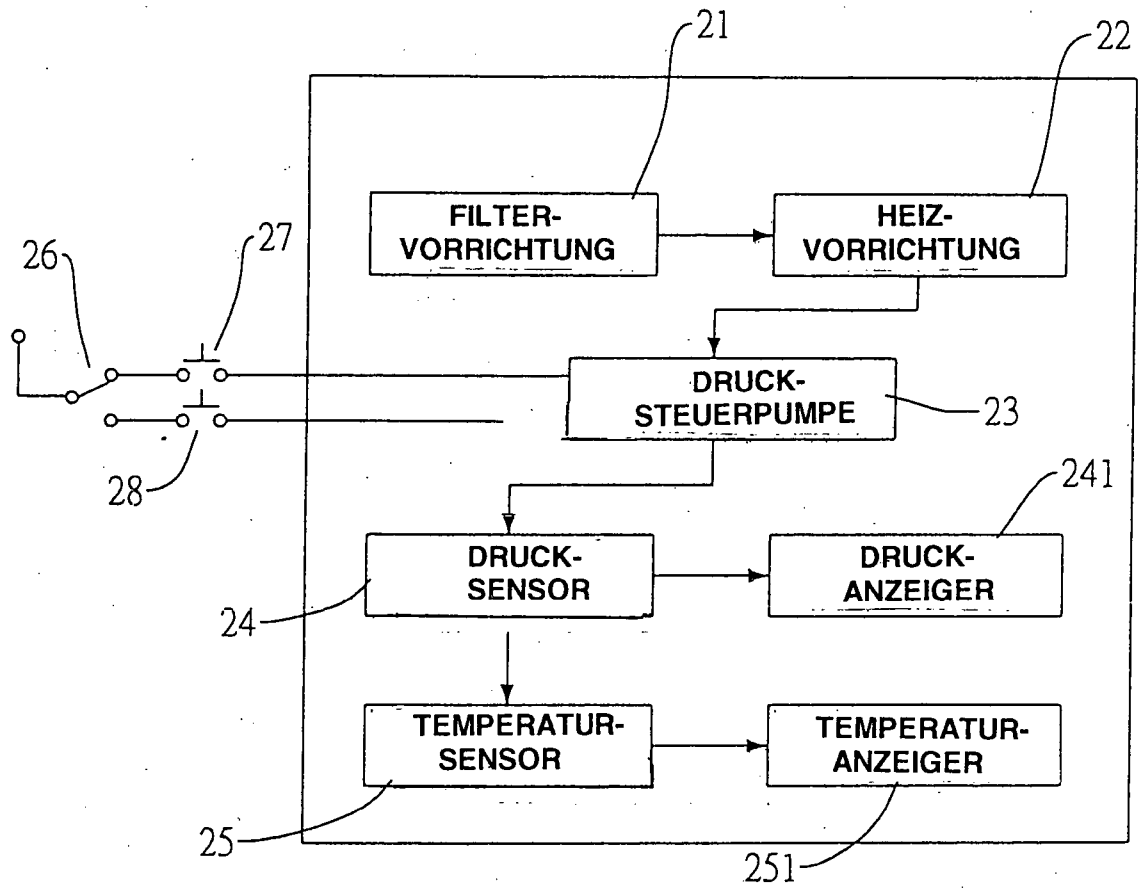 21
22
FILTER-
VORRICHTUNG
HEIZ-
VORRICHTUNG
26
27
DRUCK-
STEUERPUMPE
23
28
241
DRUCK-
SENSOR
DRUCK-
ANZEIGER
24
TEMPERATUR-
SENSOR
TEMPERATUR-
ANZEIGER
25
251